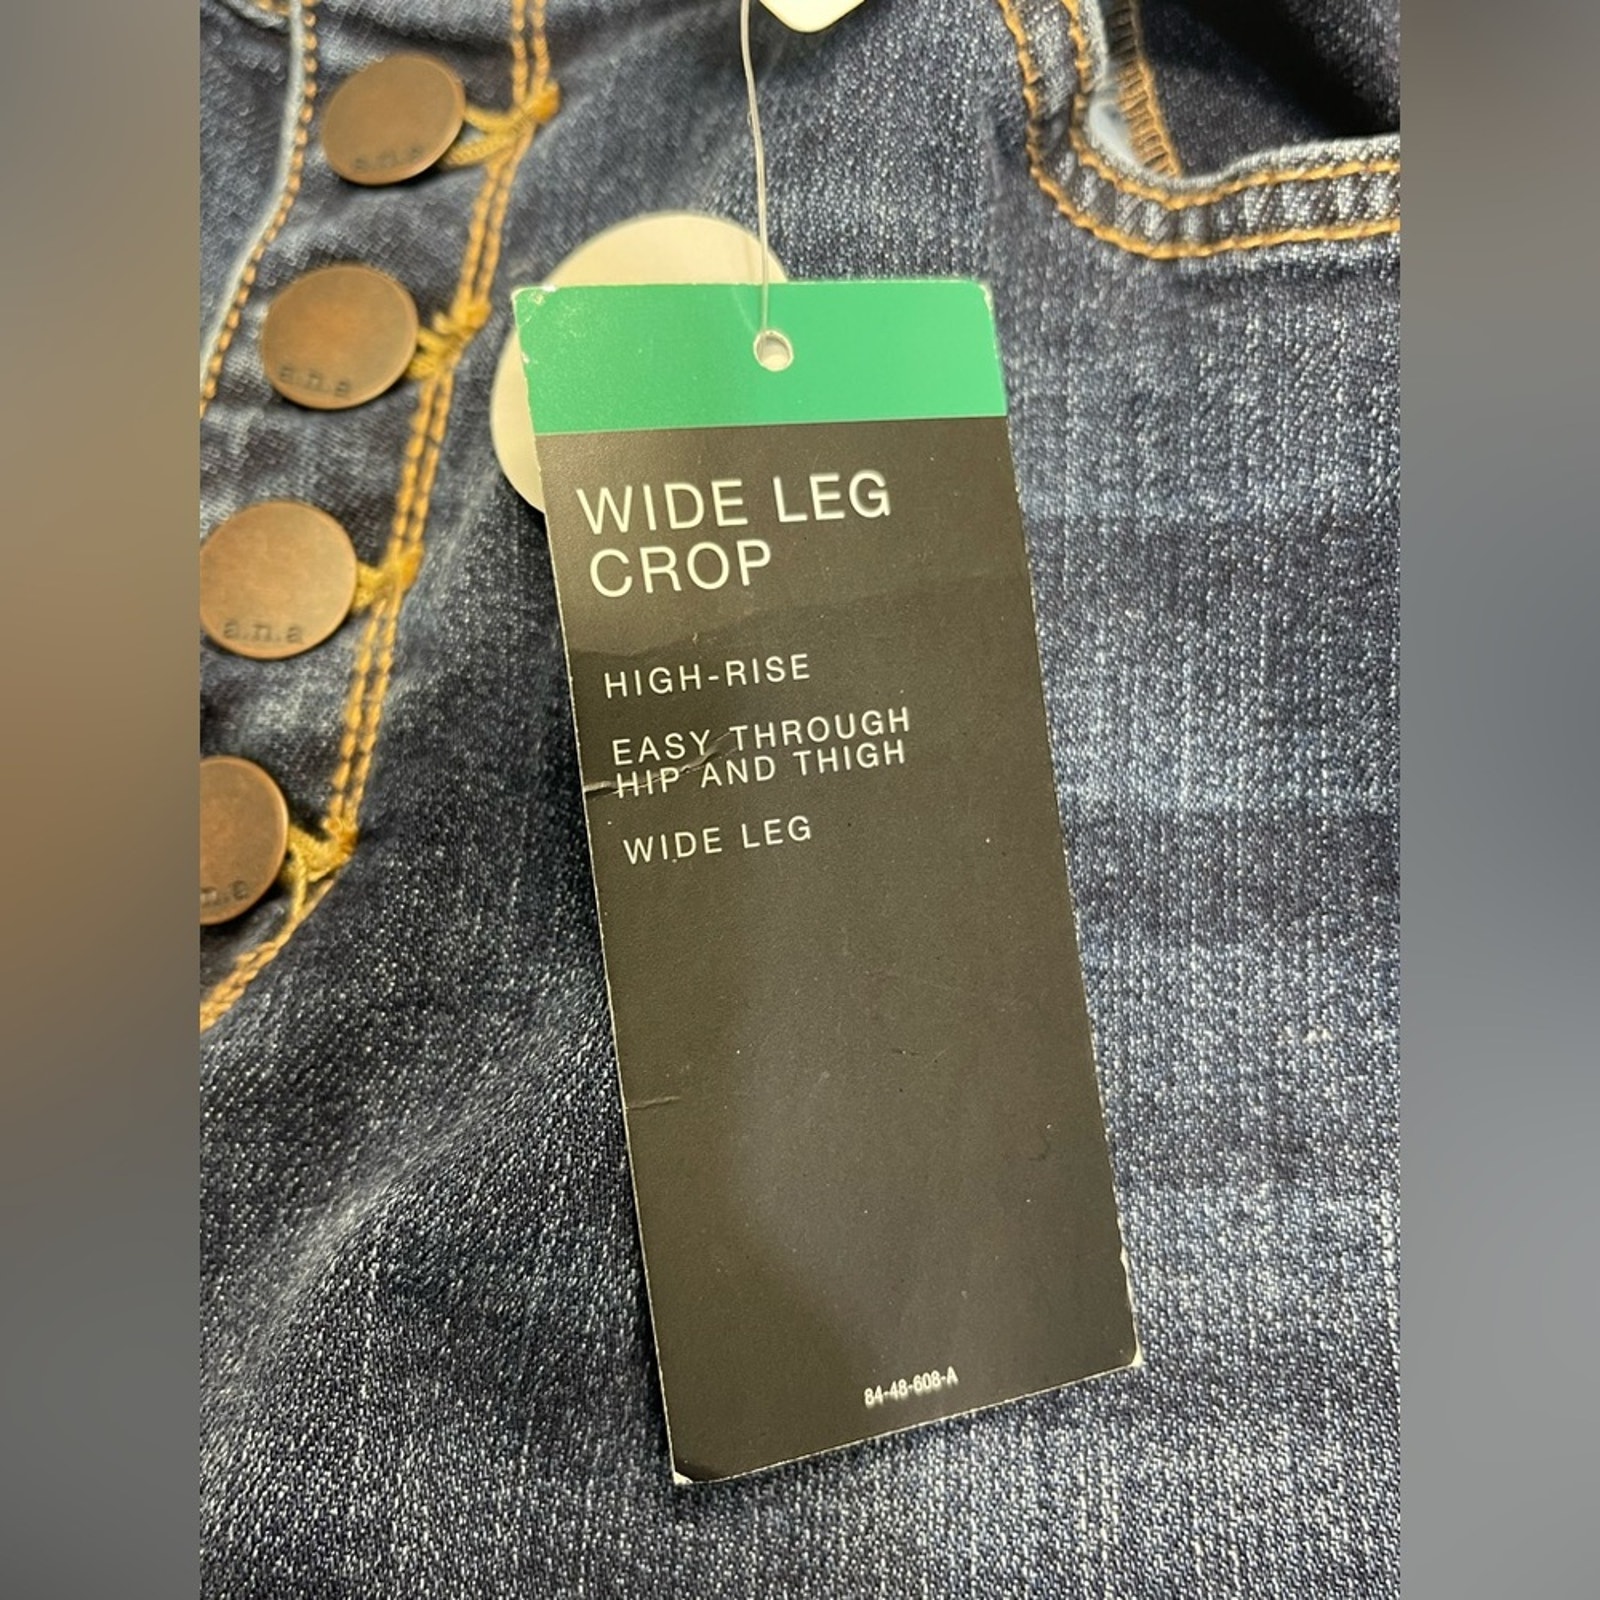 a.n.a
a.n.a
a.n.a
n.a
WIDE LEG
CROP
HIGH-RISE
EASY THROUGH
HIP AND THIGH
WIDE LEG
84-48-608-A